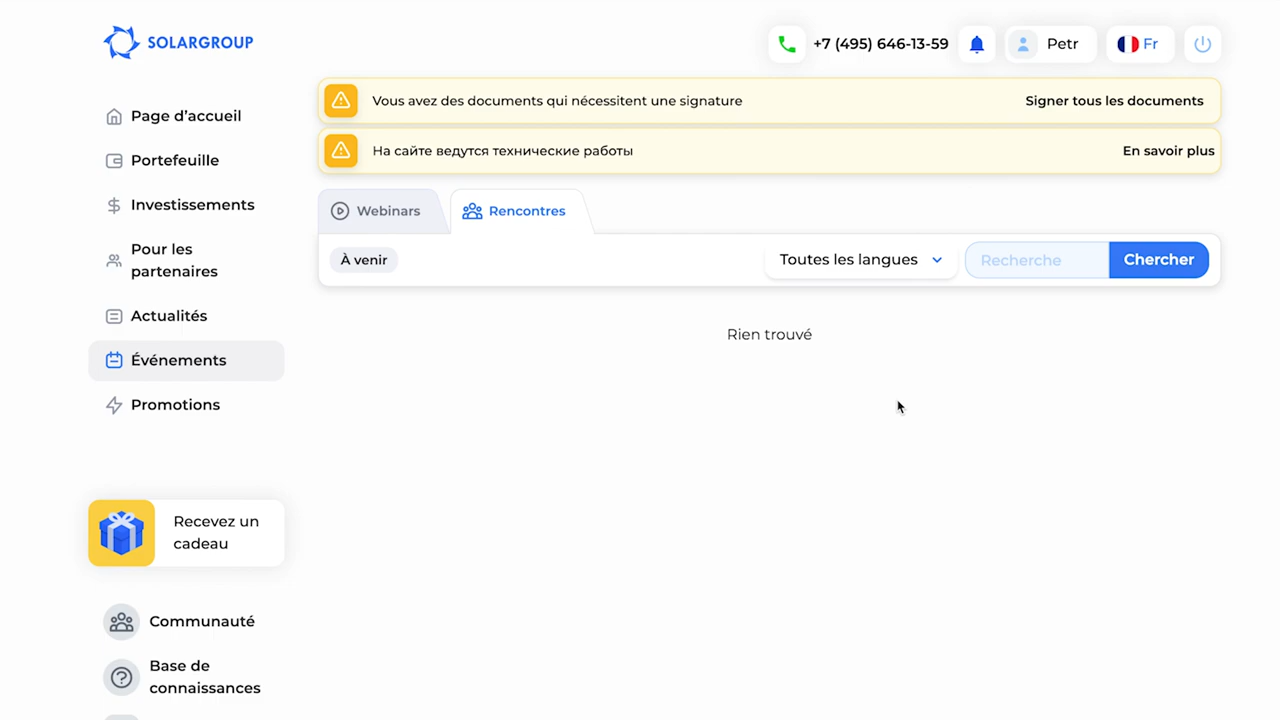 SOLARGROUP
+7 (495) 646-13-59
Petr
Fr
Page d’accueil
Portefeuille
Investissements
Pour les
partenaires
Actualités
Événements
Promotions
Recevez un
cadeau
Communauté
Base de
connaissances
Vous avez des documents qui nécessitent une signature
Signer tous les documents
На сайте ведутся технические работы
En savoir plus
Webinars
Rencontres
À venir
Toutes les langues
Recherche
Chercher
Rien trouvé